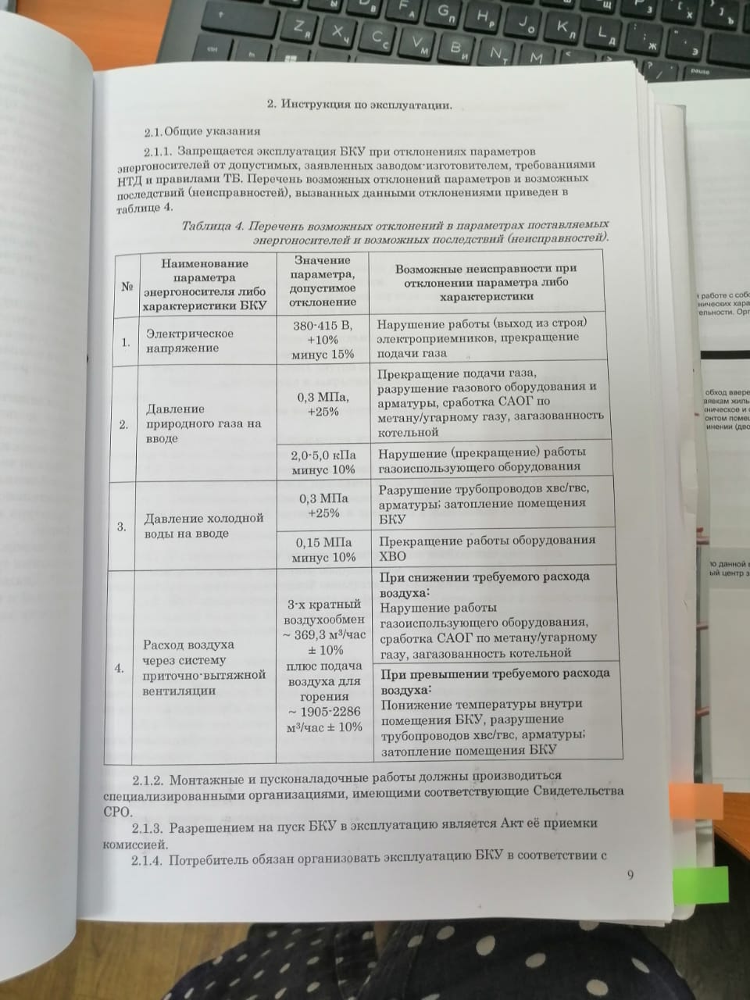 2. Инструкция по эксплуатации.
2.1. Общие указания
2.1.1. Запрещается эксплуатация БКУ при отклонениях параметров
энергоносителей от допустимых, заявленных заводом-изготовителем, требованиями
НТД и правилами ТБ. Перечень возможных отклонений параметров и возможных
последствий (неисправностей), вызванных данными отклонениями приведен в
таблице 4.
Таблица 4. Перечень возможных отклонений в параметрах поставляемых
энергоносителей и возможных последствий (неисправностей).
№
Наименование
параметра
энергоносителя либо
характеристики БКУ
Значение
параметра,
допустимое
отклонение
Возможные неисправности при
отклонении параметра либо
характеристики
1.
Электрическое
напряжение
380-415 В,
+10%
минус 15%
Нарушение работы (выход из строя)
электроприемников, прекращение
подачи газа
2.
Давление
природного газа на
вводе
0,3 МПа,
+25%
Прекращение подачи газа,
разрушение газового оборудования и
арматуры, сработка САОГ по
метану/угарному газу, загазованность
котельной
2,0-5,0 кПа
минус 10%
Нарушение (прекращение) работы
газоиспользующего оборудования
3.
Давление холодной
воды на вводе
0,3 МПа
+25%
Разрушение трубопроводов хвс/гвс,
арматуры; затопление помещения
БКУ
0,15 МПа
минус 10%
Прекращение работы оборудования
ХВО
4.
Расход воздуха
через систему
приточно-вытяжной
вентиляции
3-х кратный
воздухообмен
~ 369,3 м³/час
± 10%
плюс подача
воздуха для
горения
~ 1905-2286
м³/час ± 10%
При снижении требуемого расхода
воздуха:
Нарушение работы
газоиспользующего оборудования,
сработка САОГ по метану/угарному
газу, загазованность котельной
При превышении требуемого расхода
воздуха:
Понижение температуры внутри
помещения БКУ, разрушение
трубопроводов хвс/гвс, арматуры;
затопление помещения БКУ
2.1.2. Монтажные и пусконаладочные работы должны производиться
специализированными организациями, имеющими соответствующие Свидетельства
СРО.
2.1.3. Разрешением на пуск БКУ в эксплуатацию является Акт её приемки
комиссией.
2.1.4. Потребитель обязан организовать эксплуатацию БКУ в соответствии с
9